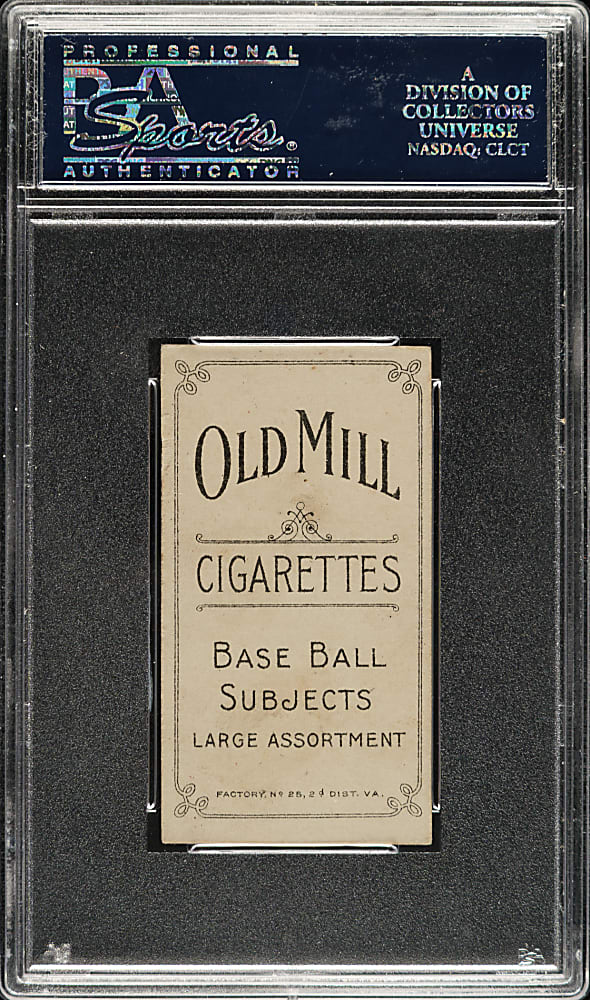 PROFESSIONAL
PSA
Sports®
AUTHENTICATOR
A
DIVISION OF
COLLECTORS
UNIVERSE
NASDAQ: CLCT
OLD MILL
CIGARETTES
BASE BALL
SUBJECTS
LARGE ASSORTMENT
FACTORY, Nº 25, 2d DIST. VA.